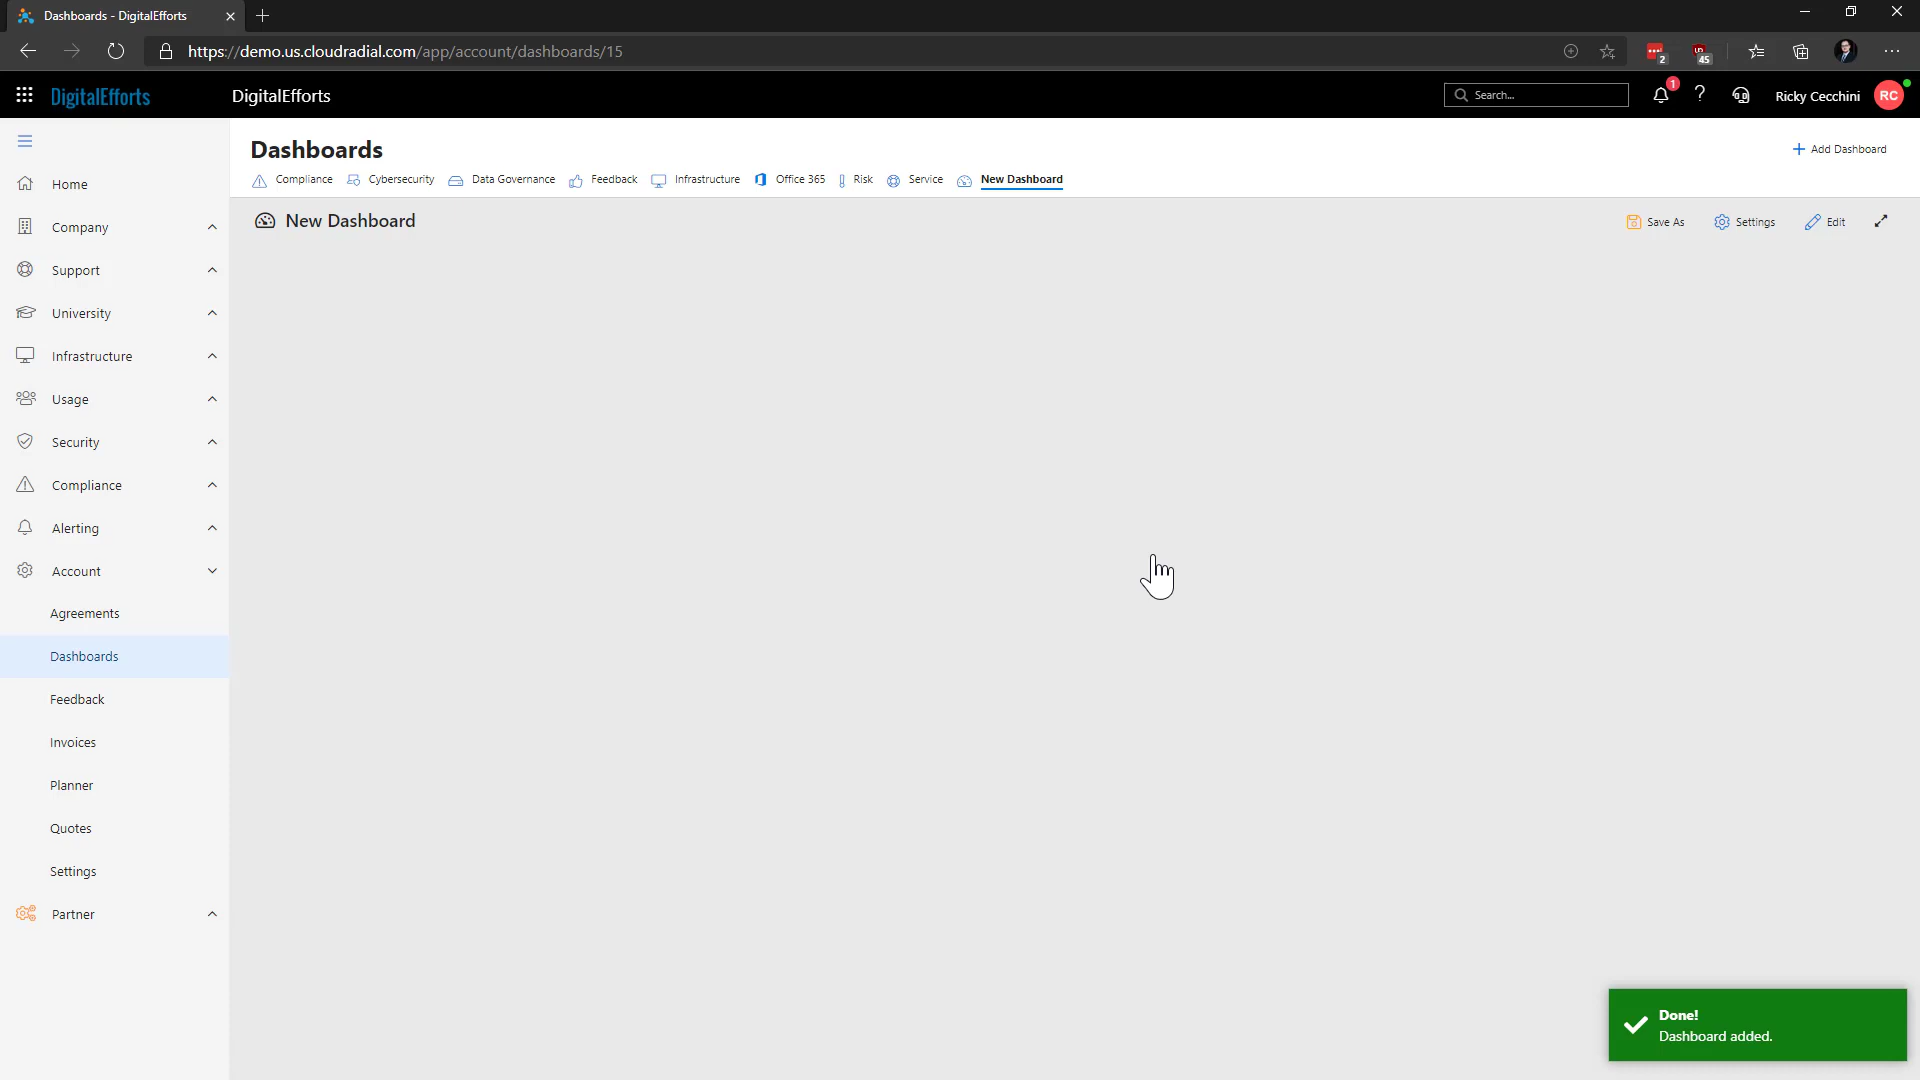 Dashboards - DigitalEfforts
https://demo.us.cloudradial.com/app/account/dashboards/15
2
45
DigitalEfforts
DigitalEfforts
Search...
1
Ricky Cecchini
RC
Dashboards
Add Dashboard
Compliance
Cybersecurity
Data Governance
Feedback
Infrastructure
Office 365
Risk
Service
New Dashboard
New Dashboard
Save As
Settings
Edit
Home
Company
Support
University
Infrastructure
Usage
Security
Compliance
Alerting
Account
Agreements
Dashboards
Feedback
Invoices
Planner
Quotes
Settings
Partner
Done!
Dashboard added.